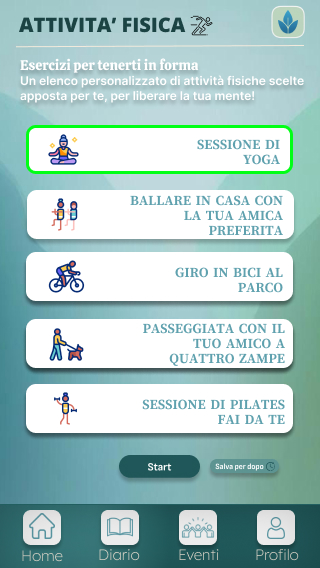 ATTIVITA’ FISICA
Esercizi per tenerti in forma
Un elenco personalizzato di attività fisiche scelte
apposta per te, per liberare la tua mente!
SESSIONE DI
YOGA
BALLARE IN CASA CON
LA TUA AMICA
PREFERITA
GIRO IN BICI AL
PARCO
PASSEGGIATA CON IL
TUO AMICO A
QUATTRO ZAMPE
SESSIONE DI PILATES
FAI DA TE
Start
Salva per dopo
Home
Diario
Eventi
Profilo